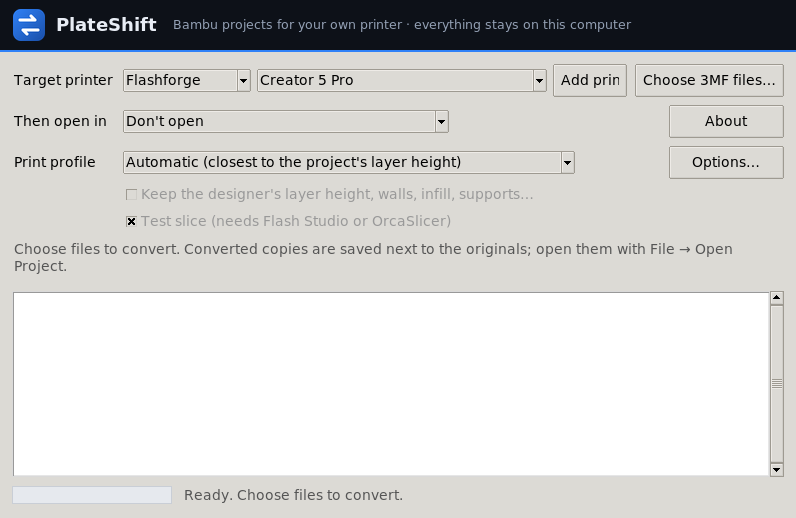 PlateShift Bambu projects for your own printer · everything stays on this computer
Target printer Flashforge Creator 5 Pro Add prin Choose 3MF files...
Then open in Don't open About
Print profile Automatic (closest to the project's layer height) Options...
Keep the designer's layer height, walls, infill, supports...
Test slice (needs Flash Studio or OrcaSlicer)
Choose files to convert. Converted copies are saved next to the originals; open them with File → Open
Project.
Ready. Choose files to convert.